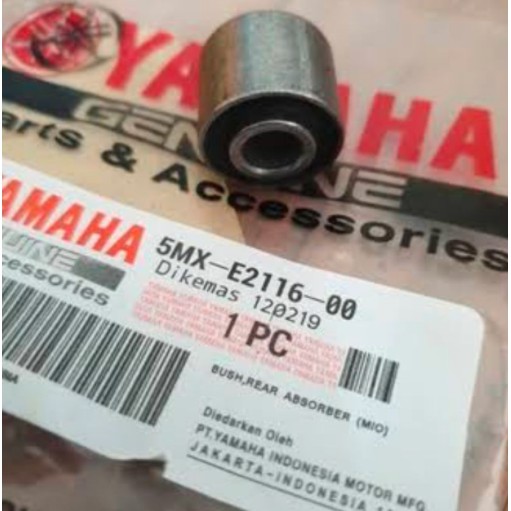 YAMAHA
GENUINE
Parts & Accessories
YAMAHA
GENUINE
Accessories
5MX-E2116-00
Dikemas 120219
1 PC
BUSH,REAR ABSORBER (MIO)
Diedarkan Oleh
PT.YAMAHA INDONESIA MOTOR MFG
JAKARTA-INDONESIA